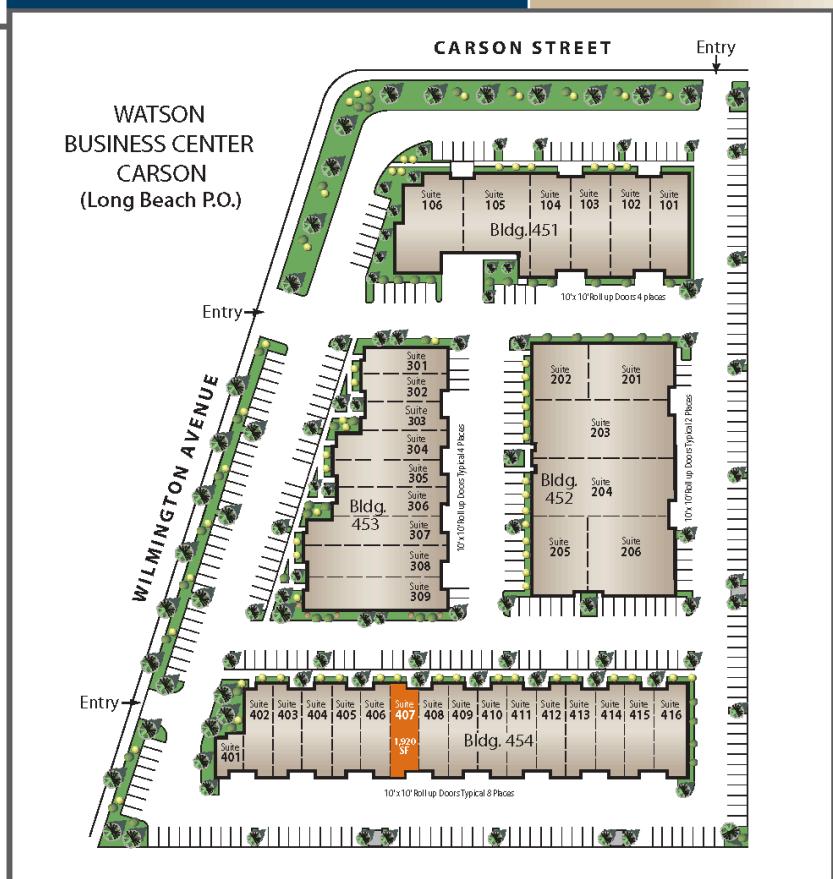 CARSON STREET
Entry
WATSON
BUSINESS CENTER
CARSON
(Long Beach P.O.)
Suite
106
Suite
105
Suite
104
Suite
103
Suite
102
Suite
101
Bldg.451
10'x 10' Roll up Doors 4 places
Entry
WILMINGTON AVENUE
Suite
301
Suite
302
Suite
303
Suite
304
Suite
305
Suite
306
Suite
307
Suite
308
Suite
309
Bldg.
453
10'x 10' Roll up Doors Typical 4 Places
Suite
202
Suite
201
Suite
203
Bldg.
452
Suite
204
Suite
205
Suite
206
10'x 10' Roll up Doors Typical 2 Places
Entry
Suite
401
Suite
402
Suite
403
Suite
404
Suite
405
Suite
406
Suite
407
1,920
SF
Suite
408
Suite
409
Suite
410
Suite
411
Suite
412
Suite
413
Suite
414
Suite
415
Suite
416
Bldg. 454
10'x 10' Roll up Doors Typical 8 Places